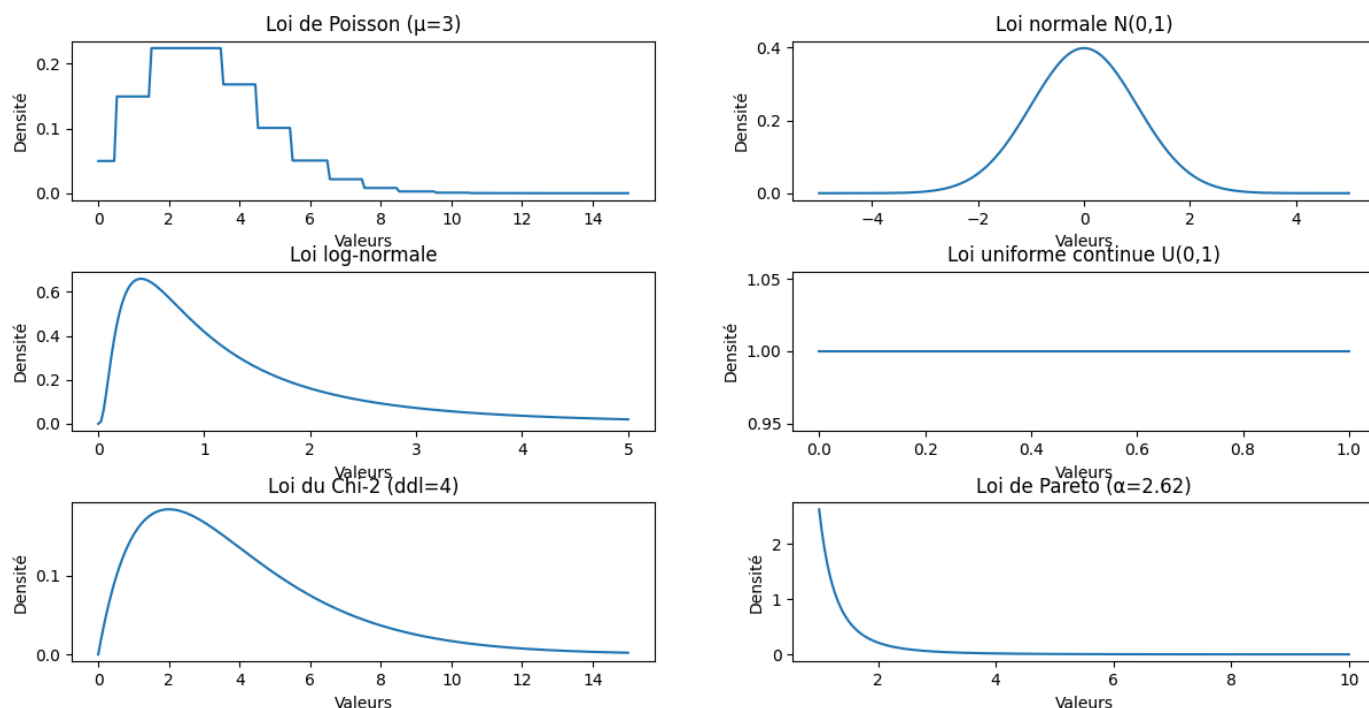 Loi de Poisson (μ=3)
Densité
0.2
0.1
0.0
0 2 4 6 8 10 12 14
Valeurs
Loi normale N(0,1)
Densité
0.4
0.2
0.0
−4 −2 0 2 4
Valeurs
Loi log-normale
Densité
0.6
0.4
0.2
0.0
0 1 2 3 4 5
Valeurs
Loi uniforme continue U(0,1)
Densité
1.05
1.00
0.95
0.0 0.2 0.4 0.6 0.8 1.0
Valeurs
Loi du Chi-2 (ddl=4)
Densité
0.1
0.0
0 2 4 6 8 10 12 14
Valeurs
Loi de Pareto (α=2.62)
Densité
2
1
0
2 4 6 8 10
Valeurs